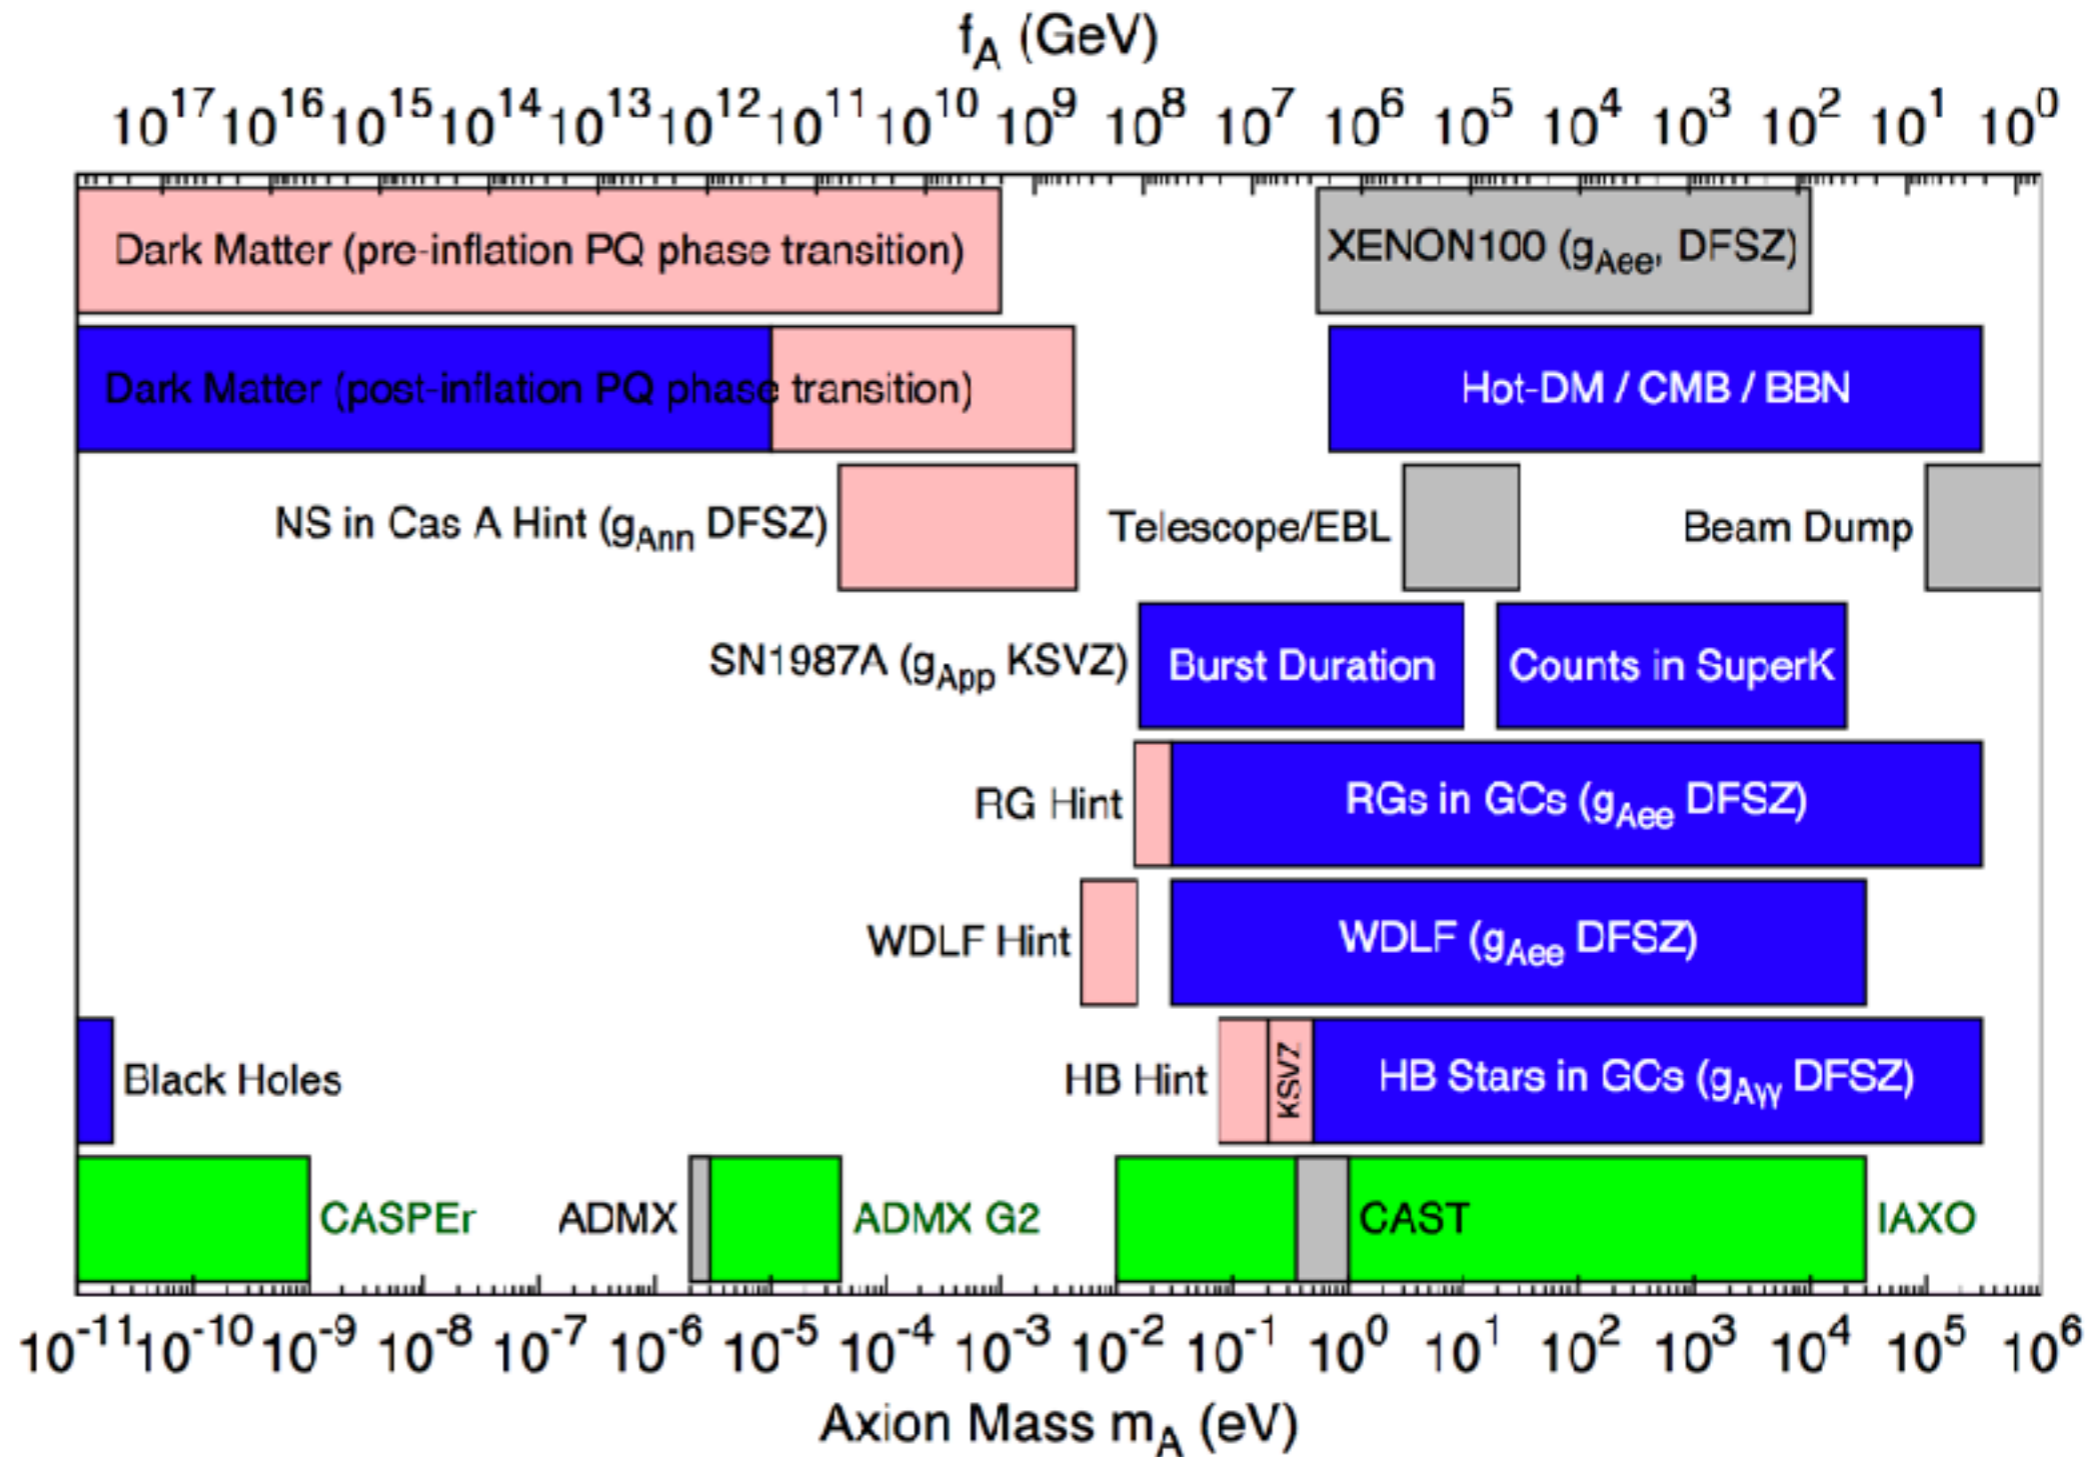 f_A (GeV)
10^17 10^16 10^15 10^14 10^13 10^12 10^11 10^10 10^9 10^8 10^7 10^6 10^5 10^4 10^3 10^2 10^1 10^0
Dark Matter (pre-inflation PQ phase transition) XENON100 (g_Aee, DFSZ)
Dark Matter (post-inflation PQ phase transition) Hot-DM / CMB / BBN
NS in Cas A Hint (g_Ann DFSZ) Telescope/EBL Beam Dump
SN1987A (g_App KSVZ) Burst Duration Counts in SuperK
RG Hint RGs in GCs (g_Aee DFSZ)
WDLF Hint WDLF (g_Aee DFSZ)
Black Holes HB Hint KSVZ HB Stars in GCs (g_Aγγ DFSZ)
CASPEr ADMX ADMX G2 CAST IAXO
10^-11 10^-10 10^-9 10^-8 10^-7 10^-6 10^-5 10^-4 10^-3 10^-2 10^-1 10^0 10^1 10^2 10^3 10^4 10^5 10^6
Axion Mass m_A (eV)